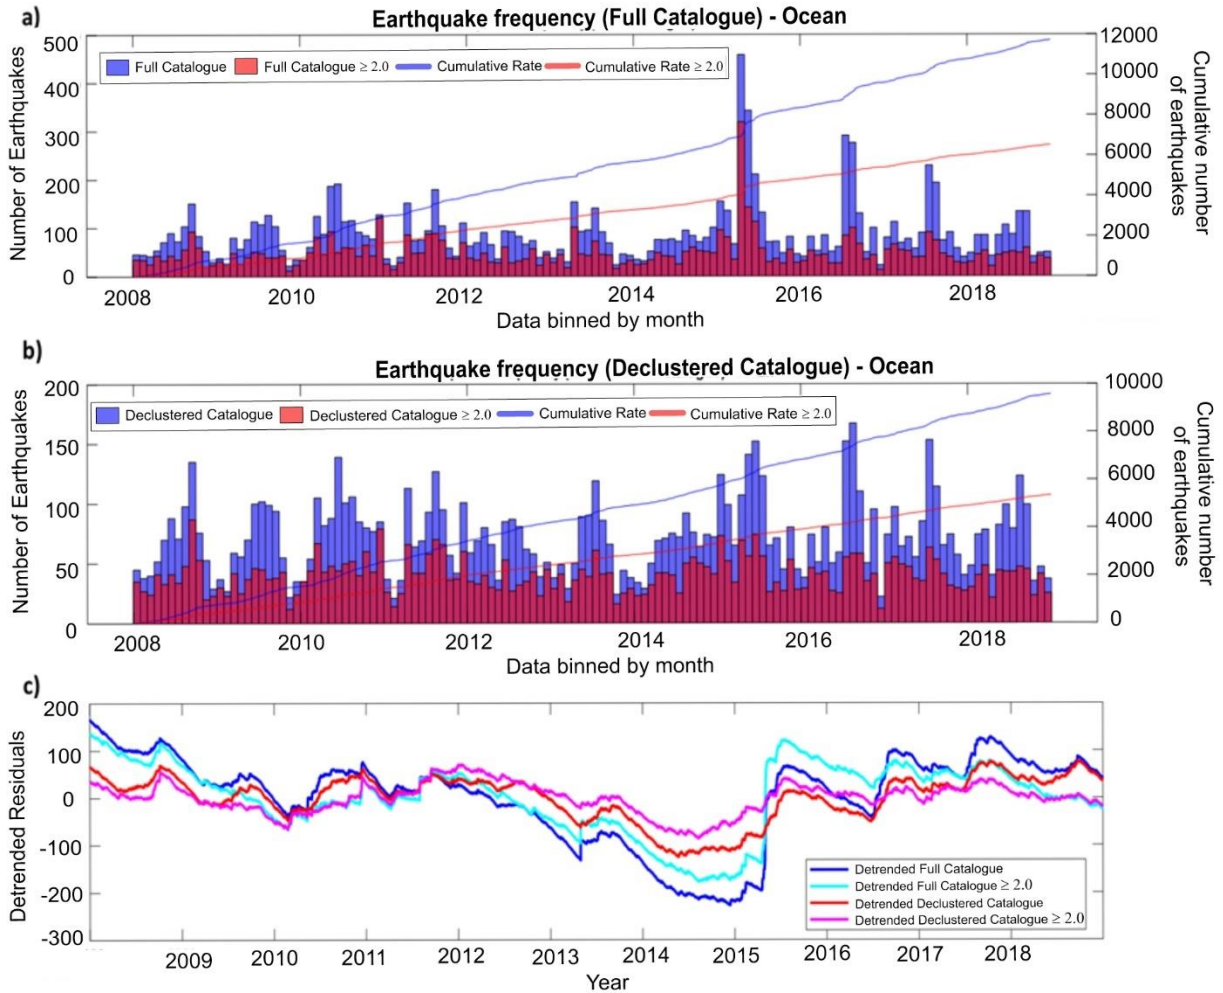 a)
Earthquake frequency (Full Catalogue) - Ocean
Full Catalogue Full Catalogue ≥ 2.0 Cumulative Rate Cumulative Rate ≥ 2.0
Number of Earthquakes
500
400
300
200
100
0
12000
10000
8000
6000
4000
2000
0
Cumulative number
of earthquakes
2008 2010 2012 2014 2016 2018
Data binned by month
b)
Earthquake frequency (Declustered Catalogue) - Ocean
Declustered Catalogue Declustered Catalogue ≥ 2.0 Cumulative Rate Cumulative Rate ≥ 2.0
Number of Earthquakes
200
150
100
50
0
10000
8000
6000
4000
2000
0
Cumulative number
of earthquakes
2008 2010 2012 2014 2016 2018
Data binned by month
c)
Detrended Residuals
200
100
0
-100
-200
-300
Detrended Full Catalogue
Detrended Full Catalogue ≥ 2.0
Detrended Declustered Catalogue
Detrended Declustered Catalogue ≥ 2.0
2009 2010 2011 2012 2013 2014 2015 2016 2017 2018
Year